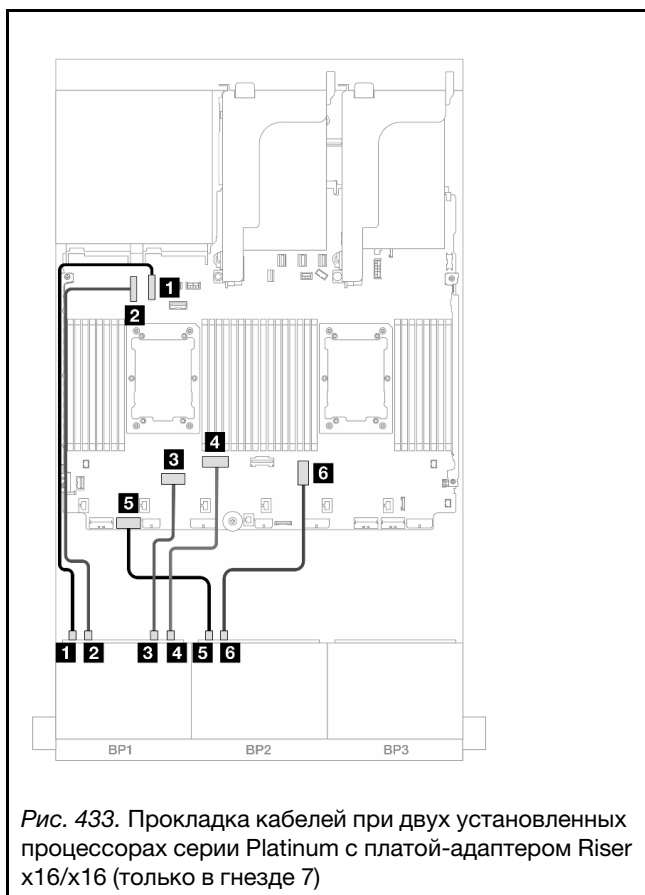 1
2
4
3
6
5
1 2 3 4 5 6
BP1 BP2 BP3
Рис. 433. Прокладка кабелей при двух установленных
процессорах серии Platinum с платой-адаптером Riser
x16/x16 (только в гнезде 7)